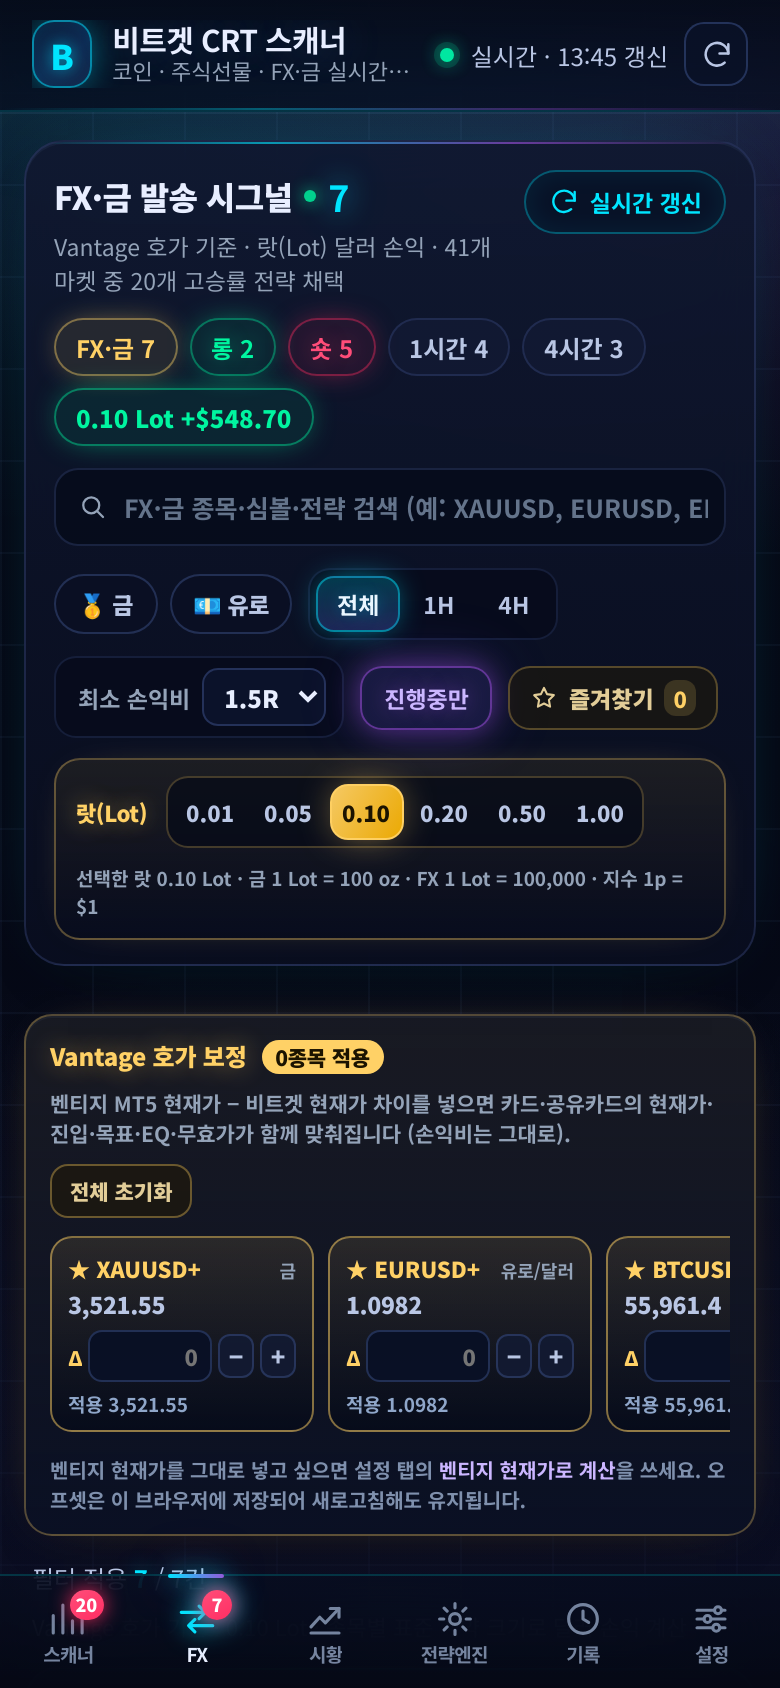 B
비트겟 CRT 스캐너
코인 · 주식선물 · FX·금 실시간…
실시간 · 13:45 갱신
FX·금 발송 시그널 7
실시간 갱신
Vantage 호가 기준 · 랏(Lot) 달러 손익 · 41개
마켓 중 20개 고승률 전략 채택
FX·금 7
롱 2
숏 5
1시간 4
4시간 3
0.10 Lot +$548.70
FX·금 종목·심볼·전략 검색 (예: XAUUSD, EURUSD,
금
유로
전체
1H
4H
최소 손익비
1.5R
진행중만
즐겨찾기 0
랏(Lot)
0.01
0.05
0.10
0.20
0.50
1.00
선택한 랏 0.10 Lot · 금 1 Lot = 100 oz · FX 1 Lot = 100,000 · 지수 1p =
$1
Vantage 호가 보정
0종목 적용
벤티지 MT5 현재가 − 비트겟 현재가 차이를 넣으면 카드·공유카드의 현재가·
진입·목표·EQ·무효가가 함께 맞춰집니다 (손익비는 그대로).
전체 초기화
★ XAUUSD+ 금
3,521.55
Δ 0 − +
적용 3,521.55
★ EURUSD+ 유로/달러
1.0982
Δ 0 − +
적용 1.0982
★ BTCUS
55,961.4
Δ
적용 55,961.
벤티지 현재가를 그대로 넣고 싶으면 설정 탭의 벤티지 현재가로 계산을 쓰세요. 오
프셋은 이 브라우저에 저장되어 새로고침해도 유지됩니다.
필터 적용 7 / 7건
20
스캐너
7
FX
시황
전략엔진
기록
설정